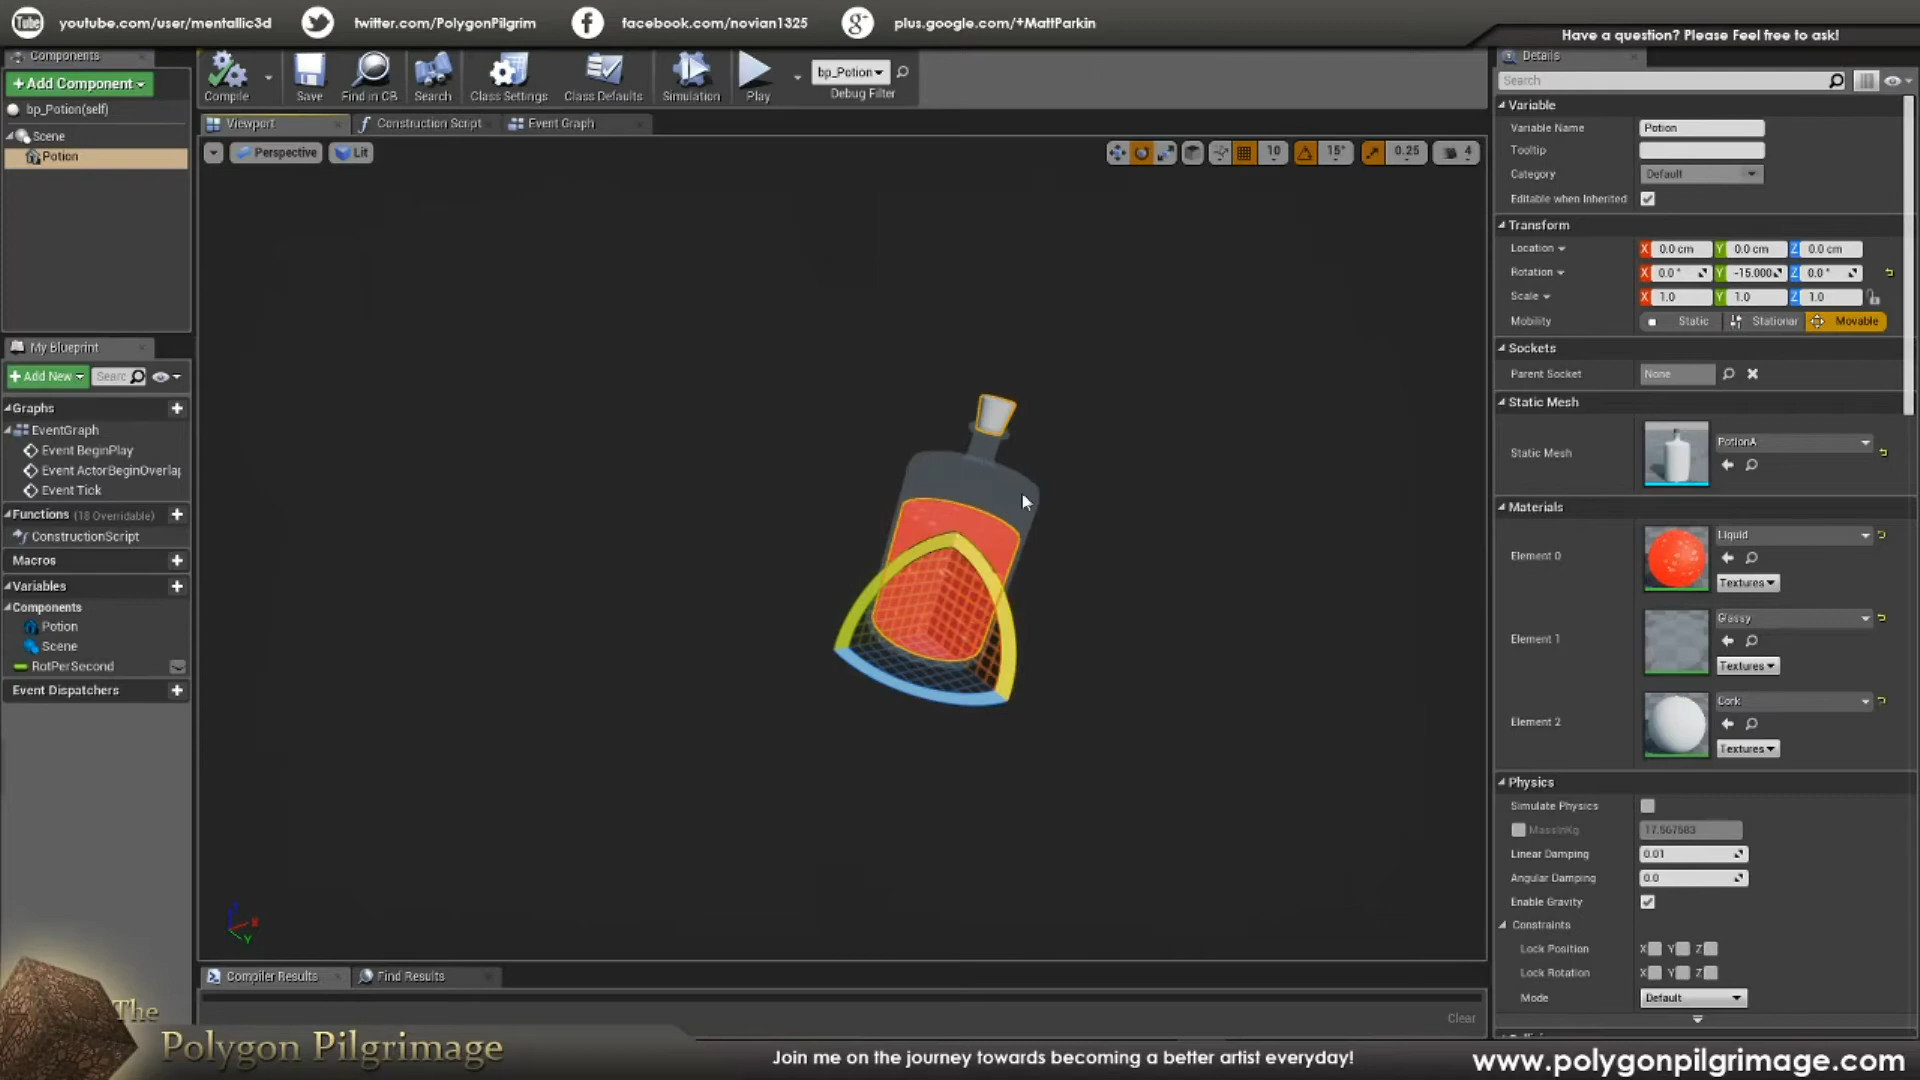 youtube.com/user/mentallic3d
twitter.com/PolygonPilgrim
facebook.com/novian1325
plus.google.com/+MattParkin
Have a question? Please Feel free to ask!
Components
+Add Component
bp_Potion(self)
Scene
Potion
Compile
Save
Find in CB
Search
Class Settings
Class Defaults
Simulation
Play
bp_Potion
Debug Filter
Viewport
Construction Script
Event Graph
Perspective
Lit
10
15°
0.25
4
My Blueprint
+Add New
Searc
Graphs
EventGraph
Event BeginPlay
Event ActorBeginOverlap
Event Tick
Functions (18 Overridable)
ConstructionScript
Macros
Variables
Components
Potion
Scene
RotPerSecond
Event Dispatchers
Details
Search
Variable
Variable Name Potion
Tooltip
Category Default
Editable when Inherited
Transform
Location X 0.0 cm Y 0.0 cm Z 0.0 cm
Rotation X 0.0 ° Y -15.000 Z 0.0 °
Scale X 1.0 Y 1.0 Z 1.0
Mobility Static Stationar Movable
Sockets
Parent Socket None
Static Mesh
Static Mesh PotionA
Materials
Element 0 Liquid
Textures
Element 1 Glassy
Textures
Element 2 Cork
Textures
Physics
Simulate Physics
MassInKg 17.567583
Linear Damping 0.01
Angular Damping 0.0
Enable Gravity
Constraints
Lock Position X Y Z
Lock Rotation X Y Z
Mode Default
Compiler Results
Find Results
Clear
The
Polygon Pilgrimage
Join me on the journey towards becoming a better artist everyday!
www.polygonpilgrimage.com